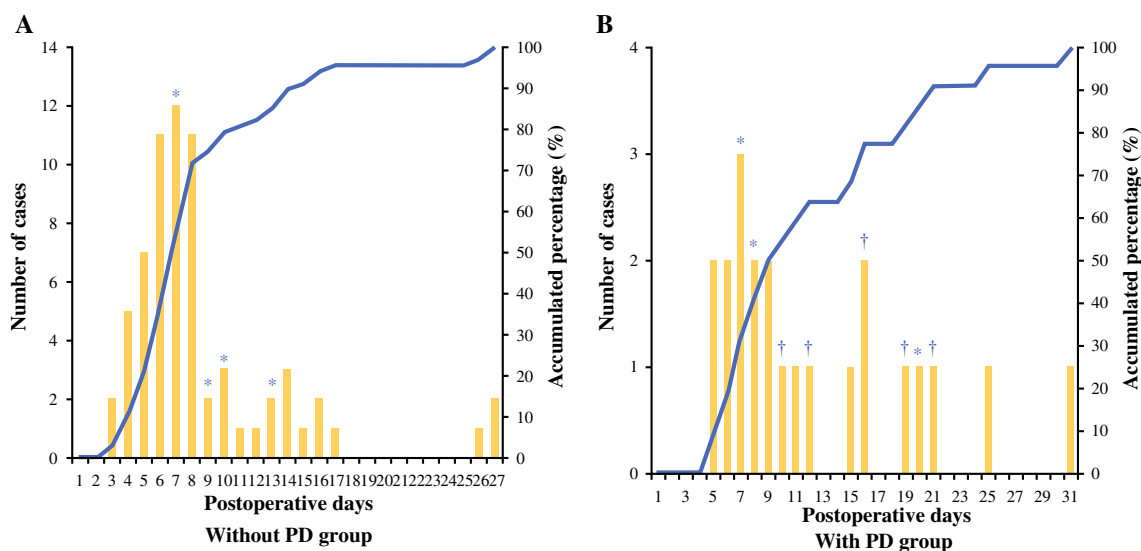 A
B
Number of cases
14
12
10
8
6
4
2
0
* * * *
100
90
80
70
60
50
40
30
20
10
0
Accumulated percentage (%)
1 2 3 4 5 6 7 8 9 10 11 12 13 14 15 16 17 18 19 20 21 22 23 24 25 26 27
Postoperative days
Without PD group
Number of cases
4
3
2
1
0
* * † † † † * †
100
90
80
70
60
50
40
30
20
10
0
Accumulated percentage (%)
1 3 5 7 9 11 13 15 17 19 21 23 25 27 29 31
Postoperative days
With PD group